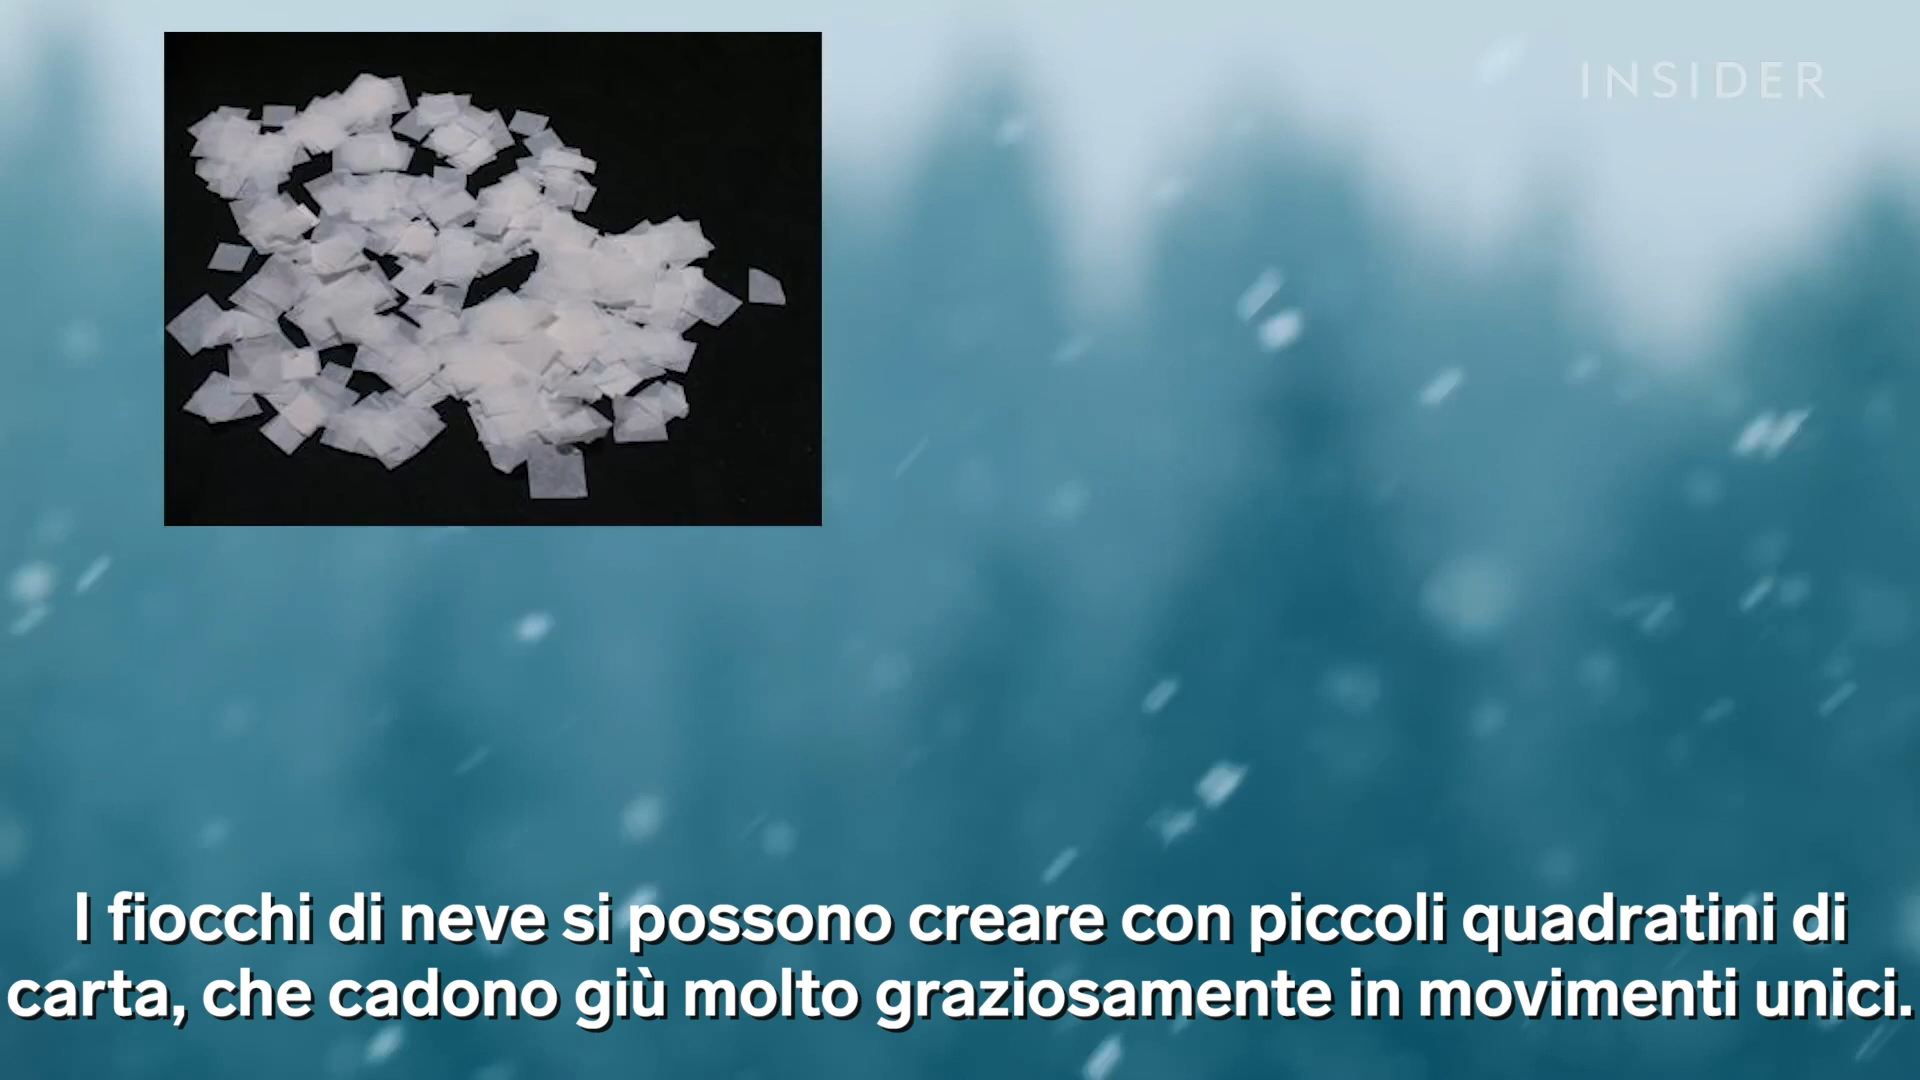 INSIDER
I fiocchi di neve si possono creare con piccoli quadratini di
carta, che cadono giù molto graziosamente in movimenti unici.